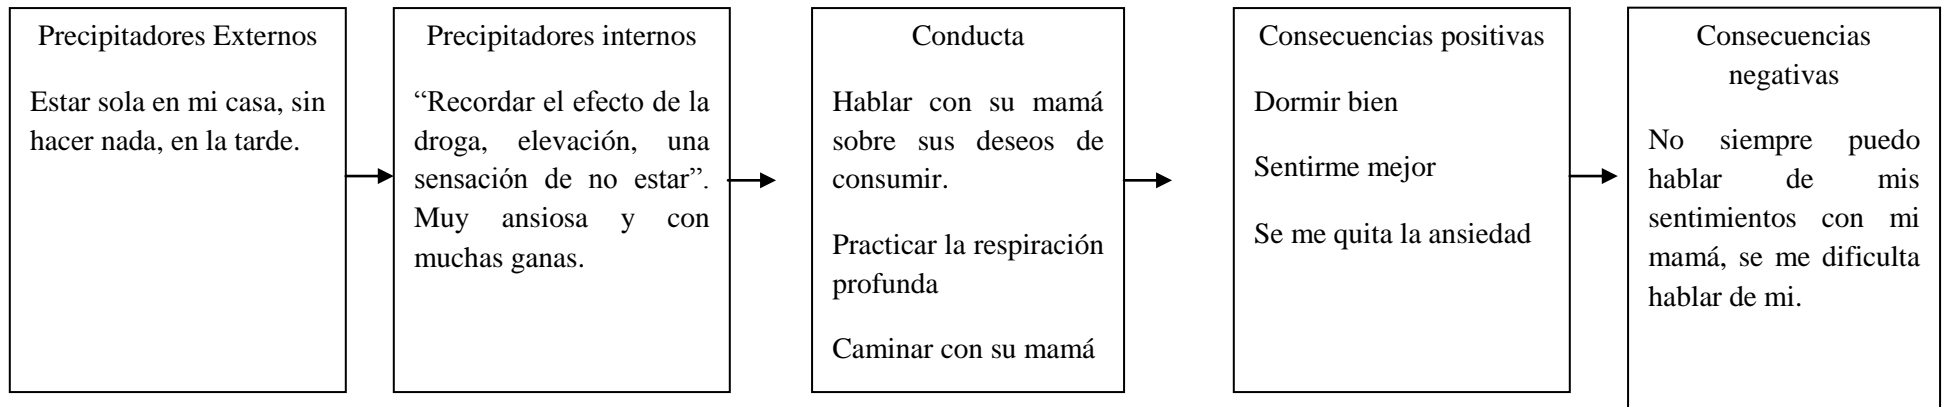 Precipitadores Externos
Estar sola en mi casa, sin
hacer nada, en la tarde.
Precipitadores internos
“Recordar el efecto de la
droga, elevación, una
sensación de no estar”.
Muy ansiosa y con
muchas ganas.
Conducta
Hablar con su mamá
sobre sus deseos de
consumir.
Practicar la respiración
profunda
Caminar con su mamá
Consecuencias positivas
Dormir bien
Sentirme mejor
Se me quita la ansiedad
Consecuencias
negativas
No siempre puedo
hablar de mis
sentimientos con mi
mamá, se me dificulta
hablar de mi.